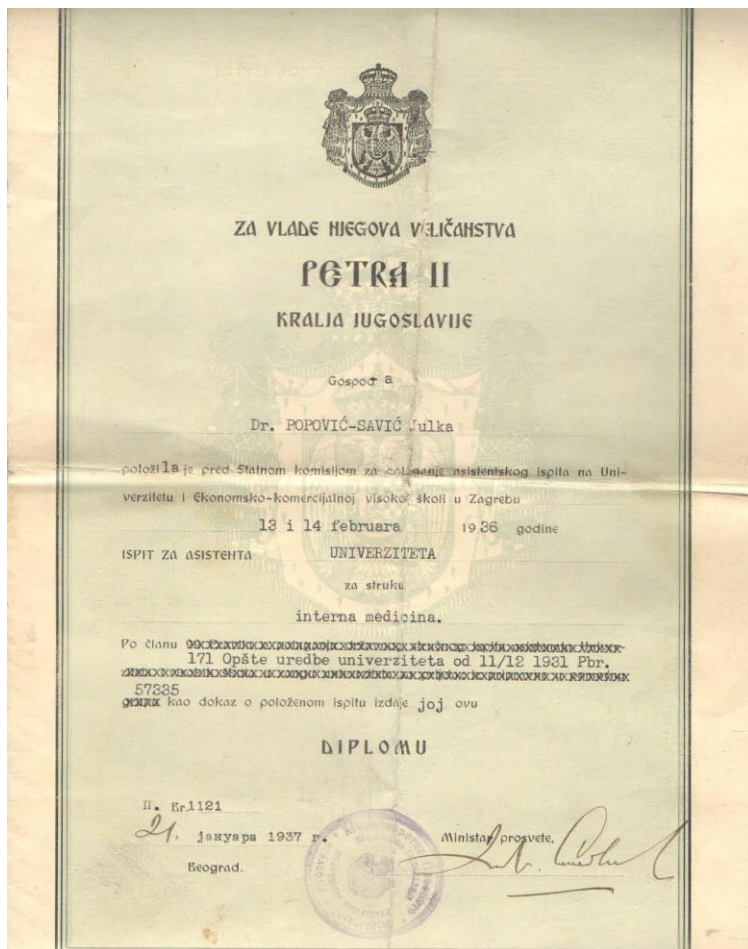 ZA VLADE NJEGOVA VELIČANSTVA
PETRA II
KRALJA JUGOSLAVIJE
Gospođ a
Dr. POPOVIĆ-SAVIĆ Julka
položi la je pred Stalnom komisijom za polaganje asistentskog ispita na Uni-
verzitetu i Ekonomsko-komercijalnoj visokoj školi u Zagrebu
13 i 14 februara 1936 godine
ISPIT ZA ASISTENTA UNIVERZITETA
za struku
interna medicina.
Po članu
171 Opšte uredbe univerziteta od 11/12 1931 Pbr.
57335
kao dokaz o položenom ispitu izdaje joj ovu
DIPLOMU
II. Br. 1121
21. јануара 1937 г. Ministar prosvete,
Beograd.